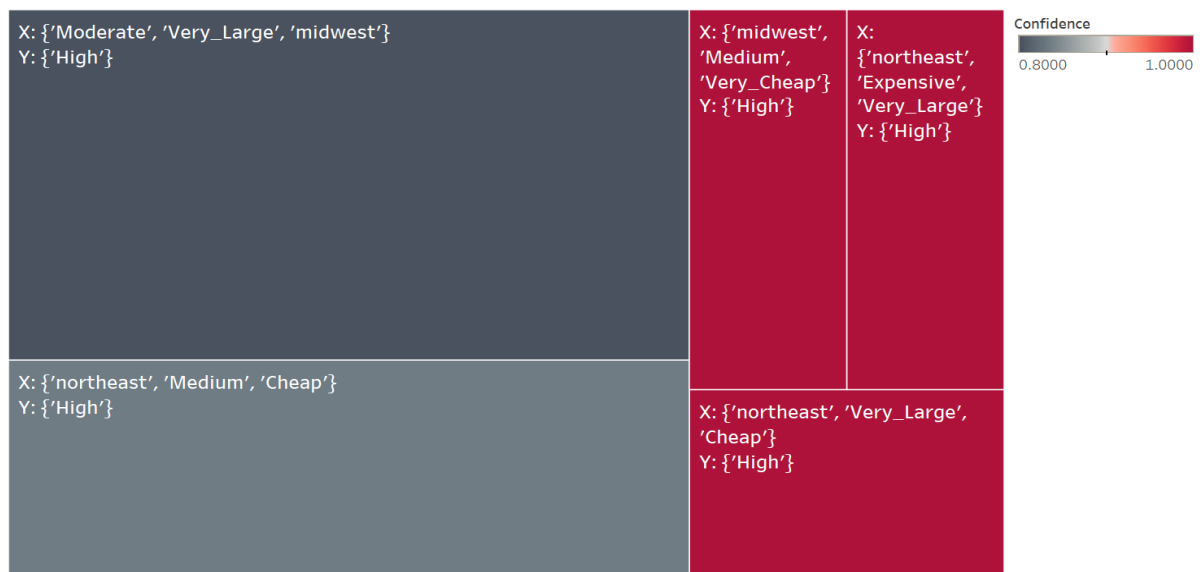 X: {’Moderate’, ’Very_Large’, ’midwest’}
Y: {’High’}
X: {’midwest’,
’Medium’,
’Very_Cheap’}
Y: {’High’}
X:
{’northeast’,
’Expensive’,
’Very_Large’}
Y: {’High’}
Confidence
0.8000 1.0000
X: {’northeast’, ’Medium’, ’Cheap’}
Y: {’High’}
X: {’northeast’, ’Very_Large’,
’Cheap’}
Y: {’High’}